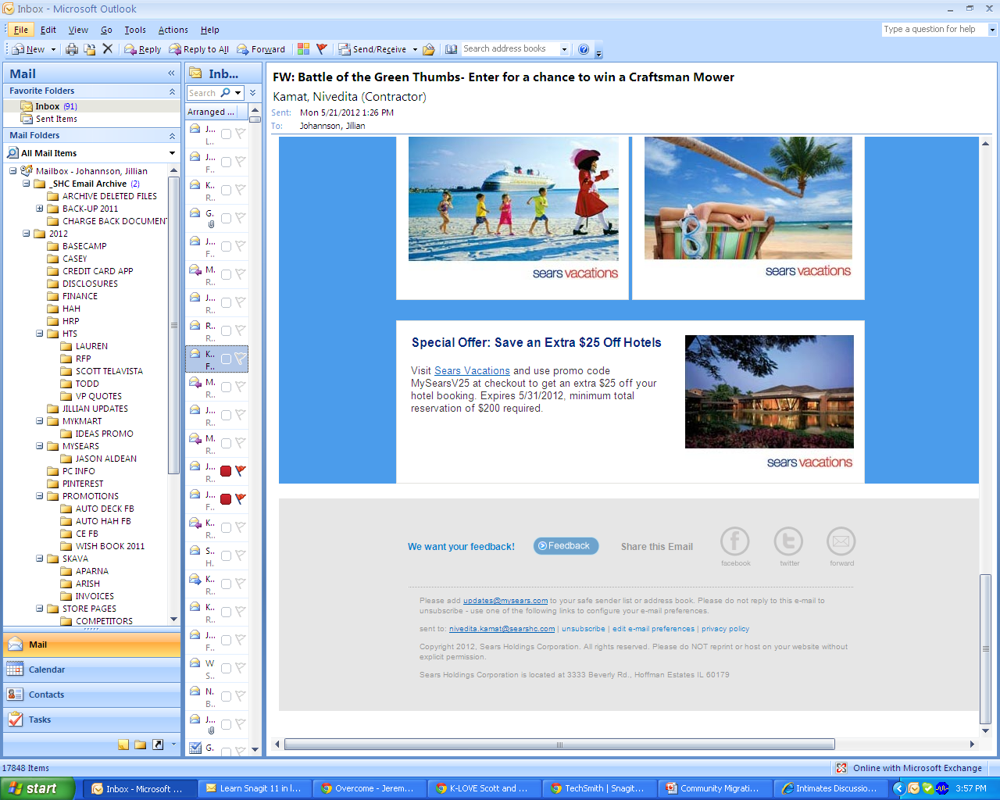 Inbox - Microsoft Outlook
File Edit View Go Tools Actions Help
Type a question for help
New Reply Reply to All Forward Send/Receive Search address books
Mail
Favorite Folders
Inbox (91)
Sent Items
Mail Folders
All Mail Items
Mailbox - Johannson, Jillian
_SHC Email Archive (2)
ARCHIVE DELETED FILES
BACK-UP 2011
CHARGE BACK DOCUMENT
2012
BASECAMP
CASEY
CREDIT CARD APP
DISCLOSURES
FINANCE
HAH
HRP
HTS
LAUREN
RFP
SCOTT TELAVISTA
TODD
VP QUOTES
JILLIAN UPDATES
MYKMART
IDEAS PROMO
MYSEARS
JASON ALDEAN
PC INFO
PINTEREST
PROMOTIONS
AUTO DECK FB
AUTO HAH FB
CE FB
WISH BOOK 2011
SKAVA
APARNA
ARISH
INVOICES
STORE PAGES
COMPETITORS
Mail
Calendar
Contacts
Tasks
Inb...
Search
Arranged ...
J...
L..
J...
F..
K...
R..
G.
J...
F..
M.
R..
J...
R..
R.
R..
K..
F..
M.
R..
J...
R..
M.
R..
J...
R..
J...
F..
K...
R..
S..
H.
K..
R..
K..
R..
J...
F..
W
S..
N.
B..
J...
G.
FW: Battle of the Green Thumbs- Enter for a chance to win a Craftsman Mower
Kamat, Nivedita (Contractor)
Sent: Mon 5/21/2012 1:26 PM
To: Johannson, Jillian
sears vacations
sears vacations
Special Offer: Save an Extra $25 Off Hotels
Visit Sears Vacations and use promo code
MySearsV25 at checkout to get an extra $25 off your
hotel booking. Expires 5/31/2012, minimum total
reservation of $200 required.
sears vacations
We want your feedback! Feedback Share this Email
facebook twitter forward
Please add updates@mysears.com to your safe sender list or address book. Please do not reply to this e-mail to
unsubscribe - use one of the following links to configure your e-mail preferences.
sent to: nivedita.kamat@searshc.com | unsubscribe | edit e-mail preferences | privacy policy
Copyright 2012, Sears Holdings Corporation. All rights reserved. Please do NOT reprint or host on your website without
explicit permission.
Sears Holdings Corporation is located at 3333 Beverly Rd., Hoffman Estates IL 60179
17848 Items
Online with Microsoft Exchange
start Inbox - Microsoft ... Learn Snagit 11 in l... Overcome - Jerem... K-LOVE Scott and ... TechSmith | Snagit... Community Migrati... Intimates Discussio... 3:57 PM